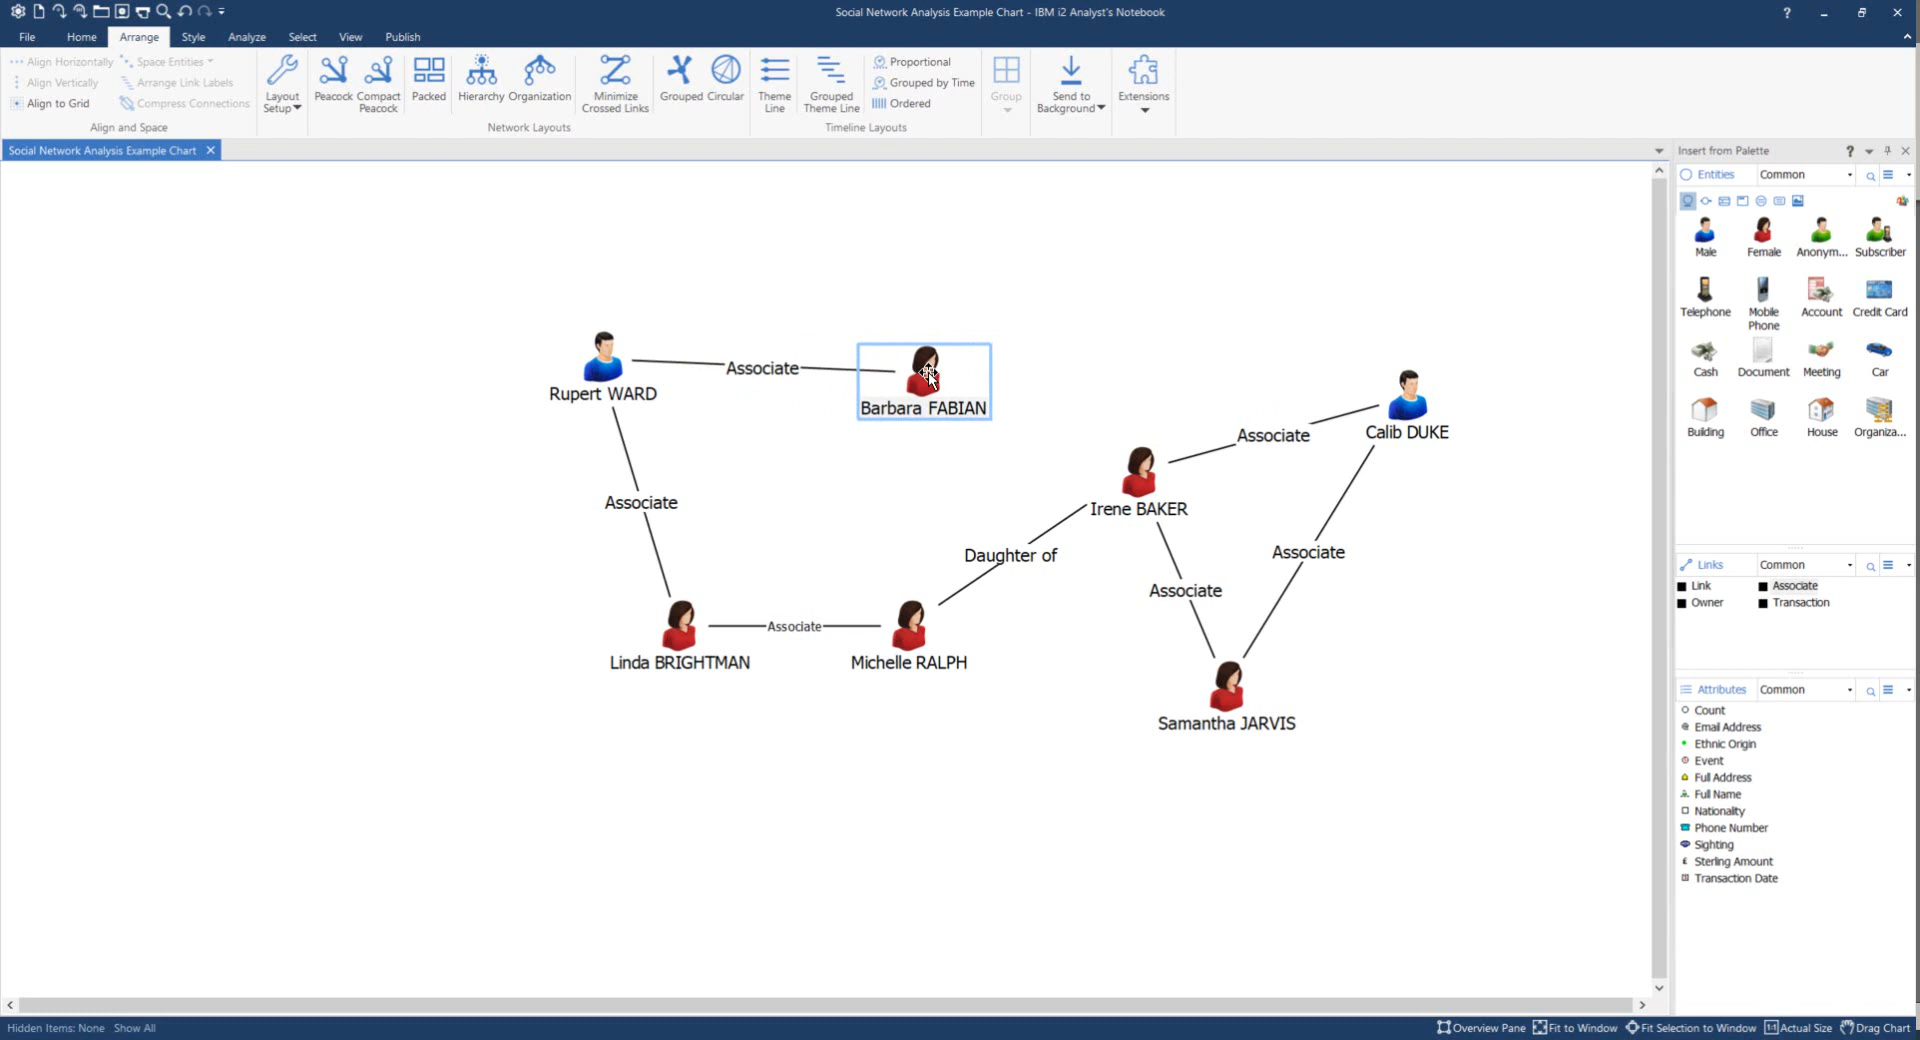 Social Network Analysis Example Chart - IBM i2 Analyst's Notebook
?
File Home Arrange Style Analyze Select View Publish
Align Horizontally Space Entities
Align Vertically Arrange Link Labels
Align to Grid Compress Connections
Align and Space
Layout Setup
Peacock
Compact Peacock
Packed
Hierarchy
Organization
Minimize Crossed Links
Grouped
Circular
Network Layouts
Theme Line
Grouped Theme Line
Proportional
Grouped by Time
Ordered
Timeline Layouts
Group
Send to Background
Extensions
Social Network Analysis Example Chart
Rupert WARD
Associate
Barbara FABIAN
Calib DUKE
Associate
Irene BAKER
Associate
Daughter of
Associate
Associate
Linda BRIGHTMAN
Associate
Michelle RALPH
Samantha JARVIS
Insert from Palette ?
Entities Common
Male Female Anonym... Subscriber
Telephone Mobile Phone Account Credit Card
Cash Document Meeting Car
Building Office House Organiza...
Links Common
Link Associate
Owner Transaction
Attributes Common
Count
Email Address
Ethnic Origin
Event
Full Address
Full Name
Nationality
Phone Number
Sighting
£ Sterling Amount
Transaction Date
Hidden Items: None Show All
Overview Pane Fit to Window Fit Selection to Window 1:1 Actual Size Drag Chart